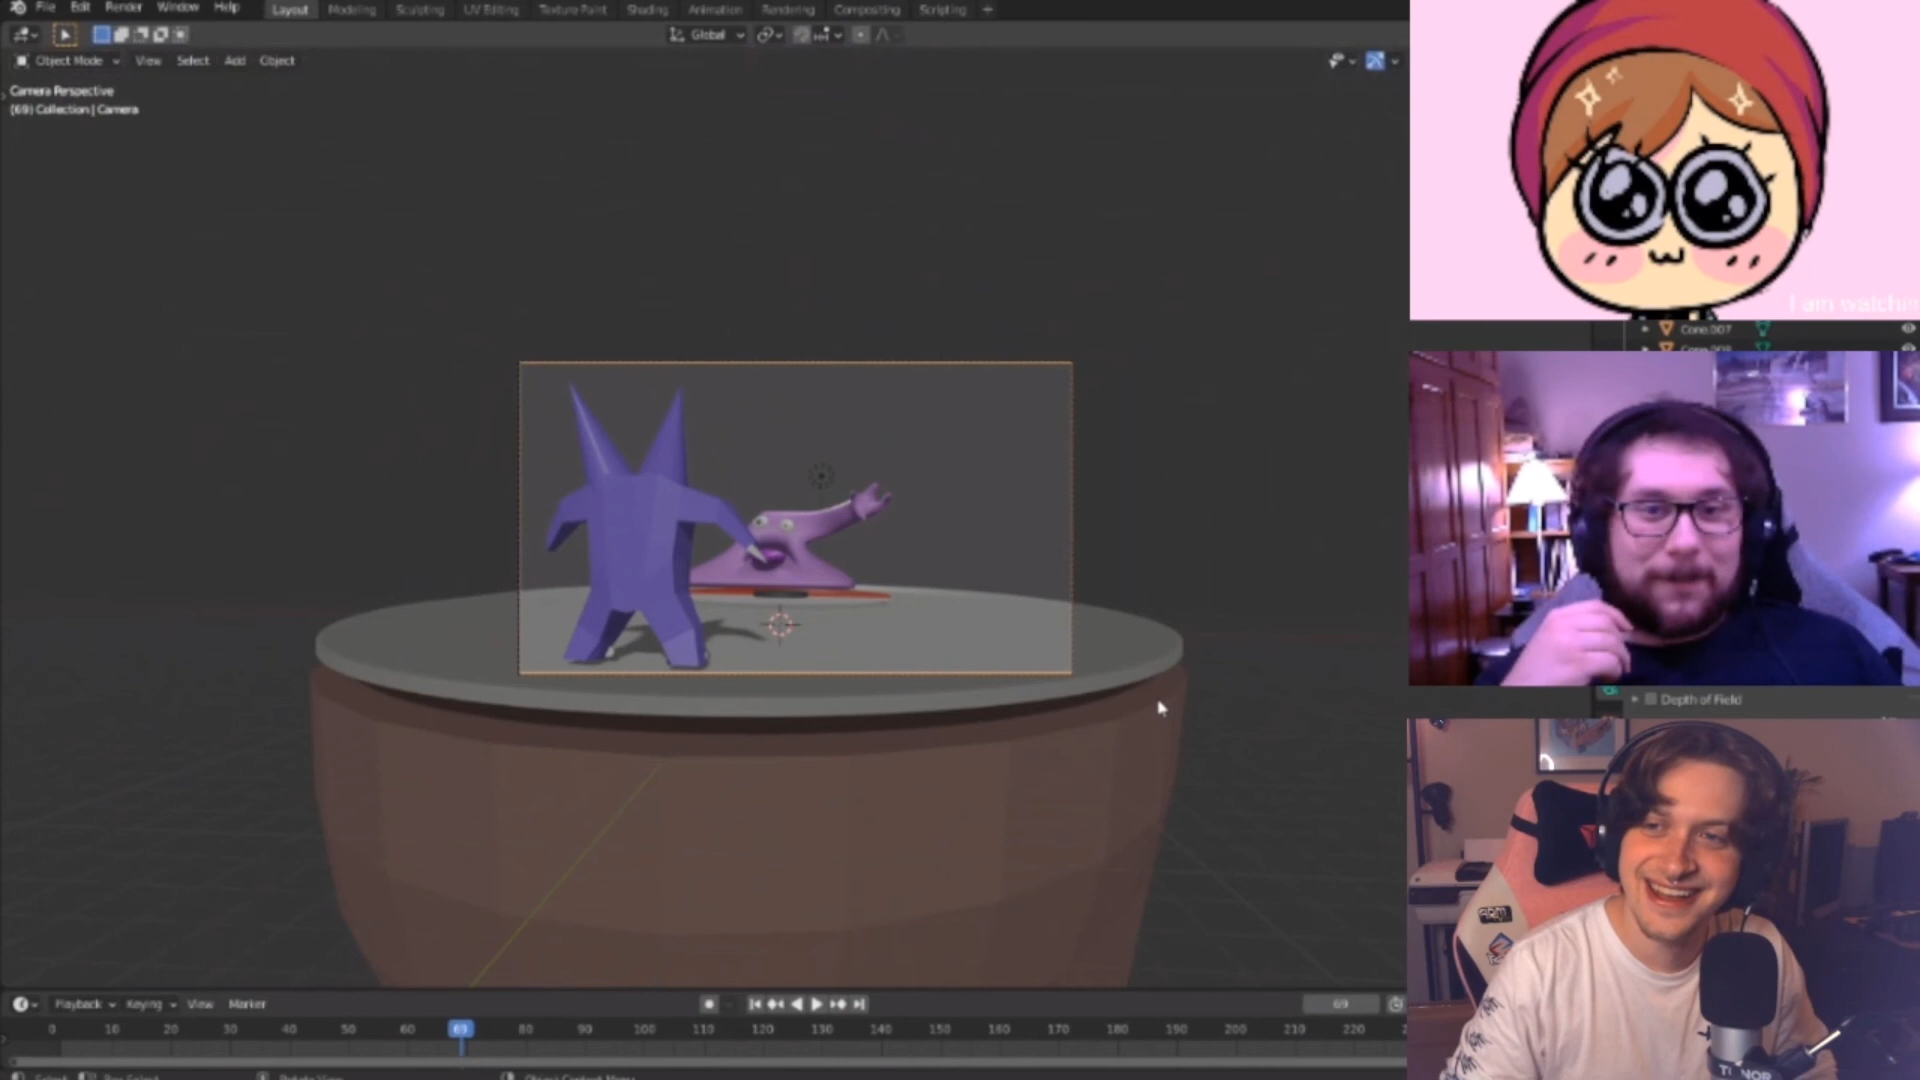 File Edit Render Window Help Layout Modeling Sculpting UV Editing Texture Paint Shading Animation Rendering Compositing Scripting +
Global
Object Mode View Select Add Object
Camera Perspective
(69) Collection | Camera
I am watchin
Cone.007
Depth of Field
Playback Keying View Marker
69
0 10 20 30 40 50 60 69 80 90 100 110 120 130 140 150 160 170 180 190 200 210 220